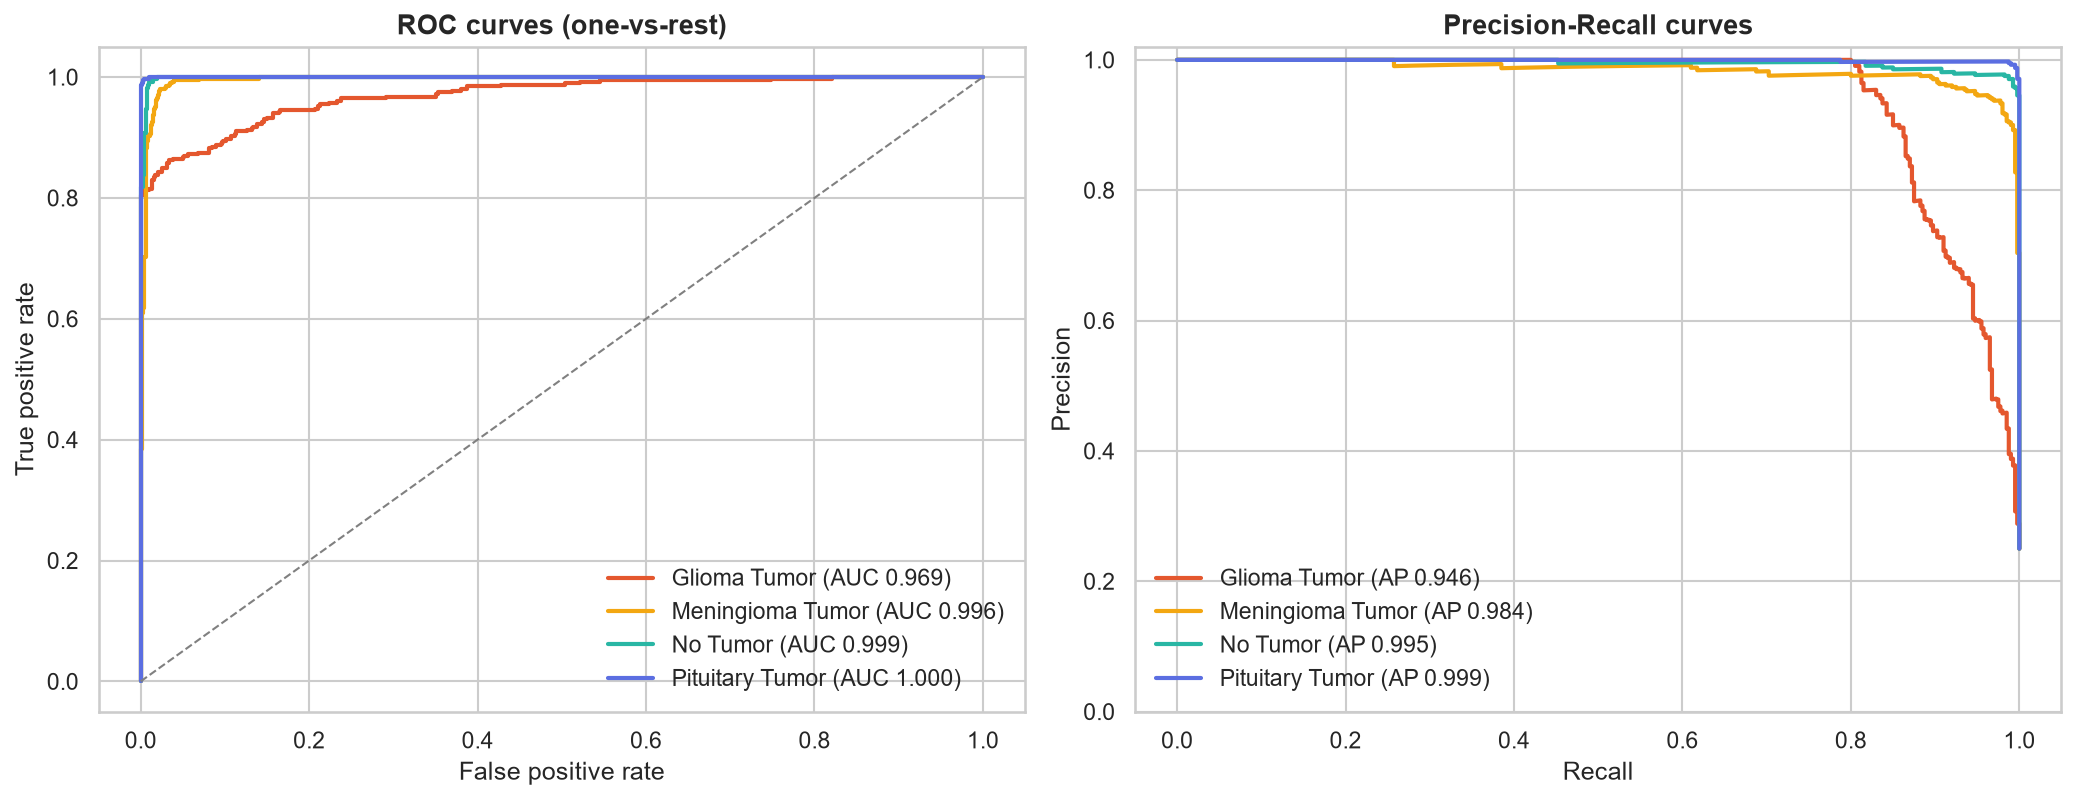 ROC curves (one-vs-rest)
True positive rate
1.0
0.8
0.6
0.4
0.2
0.0
Glioma Tumor (AUC 0.969)
Meningioma Tumor (AUC 0.996)
No Tumor (AUC 0.999)
Pituitary Tumor (AUC 1.000)
0.0 0.2 0.4 0.6 0.8 1.0
False positive rate
Precision-Recall curves
Precision
1.0
0.8
0.6
0.4
0.2
0.0
Glioma Tumor (AP 0.946)
Meningioma Tumor (AP 0.984)
No Tumor (AP 0.995)
Pituitary Tumor (AP 0.999)
0.0 0.2 0.4 0.6 0.8 1.0
Recall